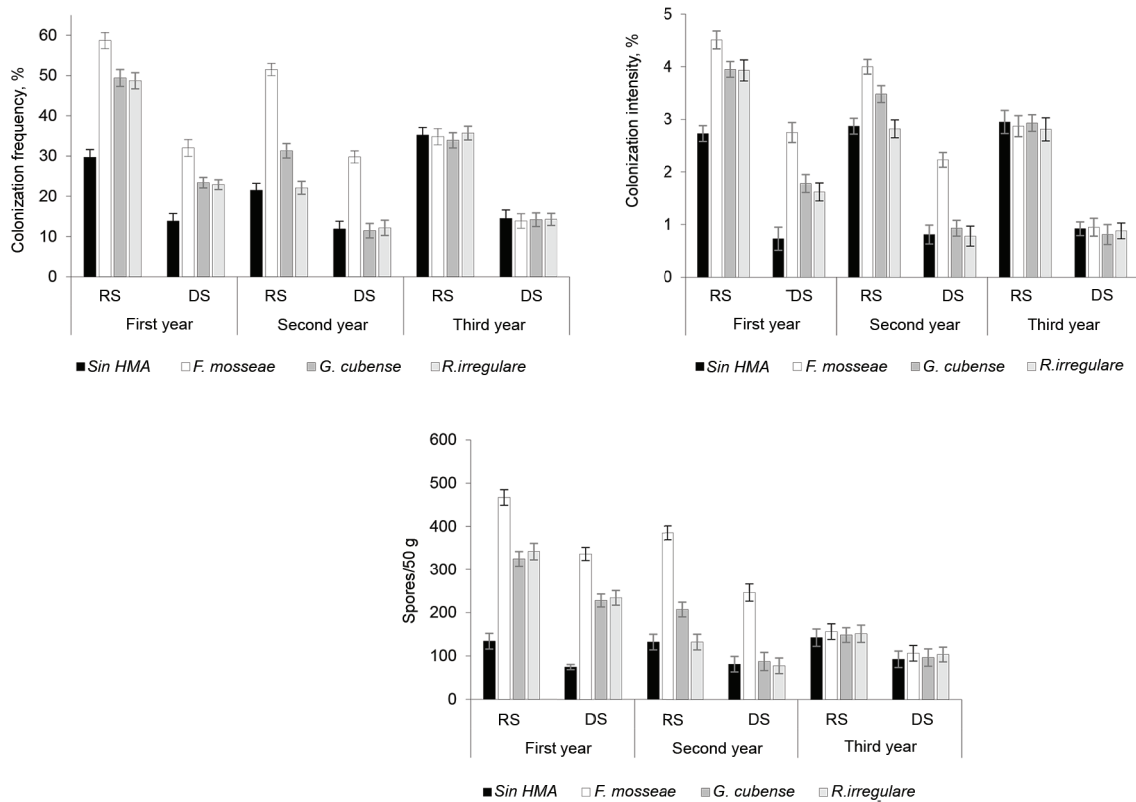 Colonization frequency, %
60
50
40
30
20
10
0
RS DS RS DS RS DS
First year Second year Third year
Sin HMA F. mosseae G. cubense R.irregulare
Colonization intensity, %
5
4
3
2
1
0
RS DS RS DS RS DS
First year Second year Third year
Sin HMA F. mosseae G. cubense R.irregulare
Spores/50 g
600
500
400
300
200
100
0
RS DS RS DS RS DS
First year Second year Third year
Sin HMA F. mosseae G. cubense R.irregulare